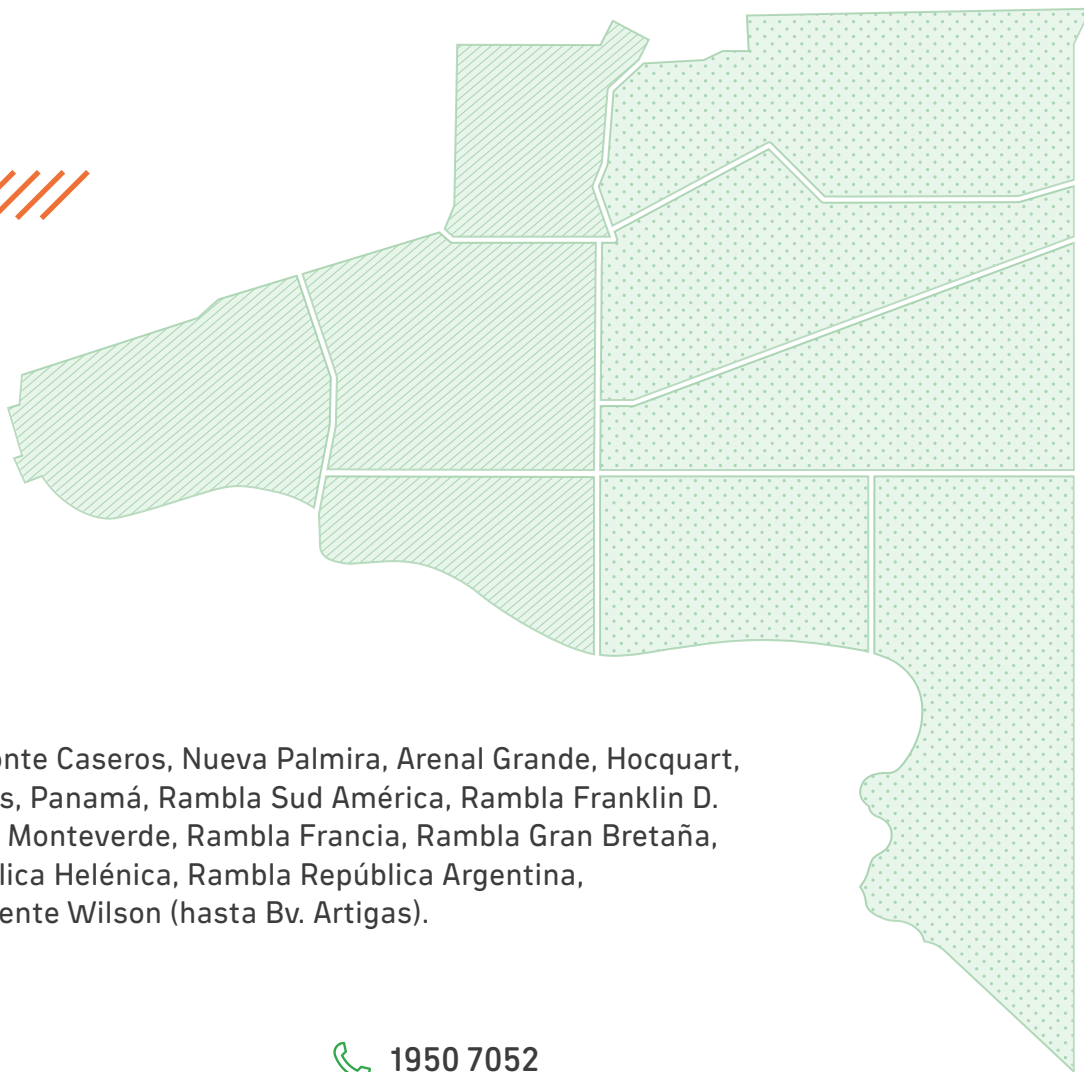 onte Caseros, Nueva Palmira, Arenal Grande, Hocquart,
s, Panamá, Rambla Sud América, Rambla Franklin D.
Monteverde, Rambla Francia, Rambla Gran Bretaña,
lica Helénica, Rambla República Argentina,
ente Wilson (hasta Bv. Artigas).
1950 7052